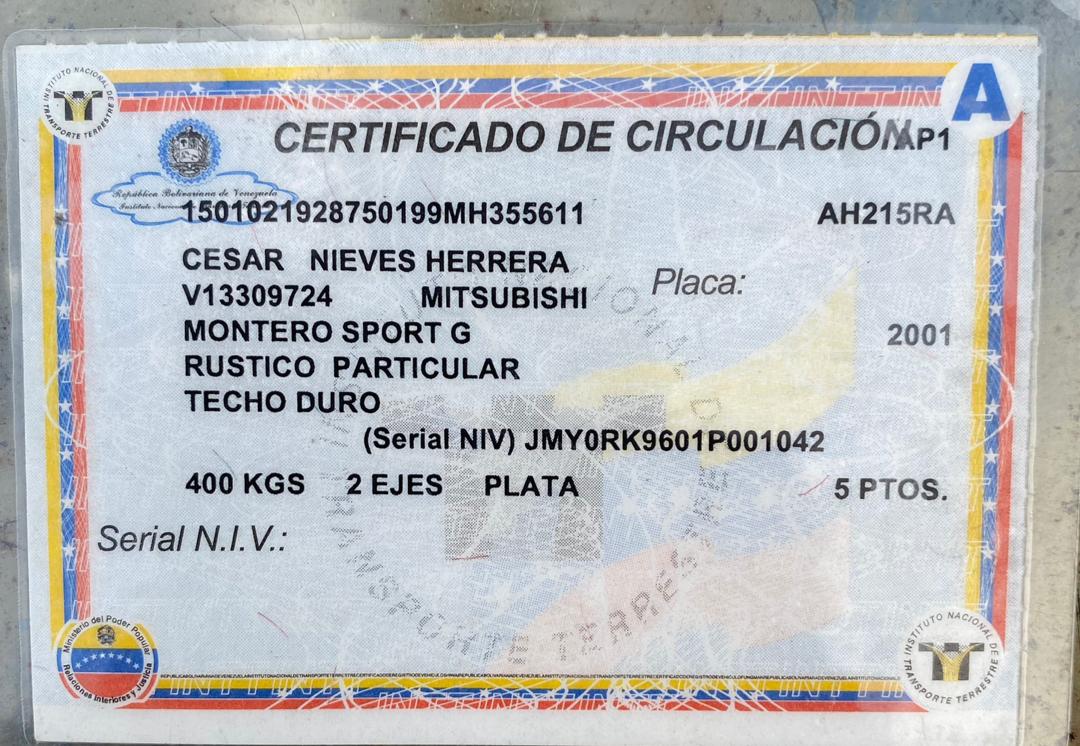 INSTITUTO NACIONAL DE TRANSPORTE TERRESTRE
A
CERTIFICADO DE CIRCULACIÓN AP1
República Bolivariana de Venezuela
1501021928750199MH355611 AH215RA
CESAR NIEVES HERRERA
Placa:
V13309724 MITSUBISHI
MONTERO SPORT G 2001
RUSTICO PARTICULAR
TECHO DURO
(Serial NIV) JMY0RK9601P001042
400 KGS 2 EJES PLATA 5 PTOS.
Serial N.I.V.:
Ministerio del Poder Popular
Relaciones Interiores y Justicia
INSTITUTO NACIONAL DE TRANSPORTE TERRESTRE